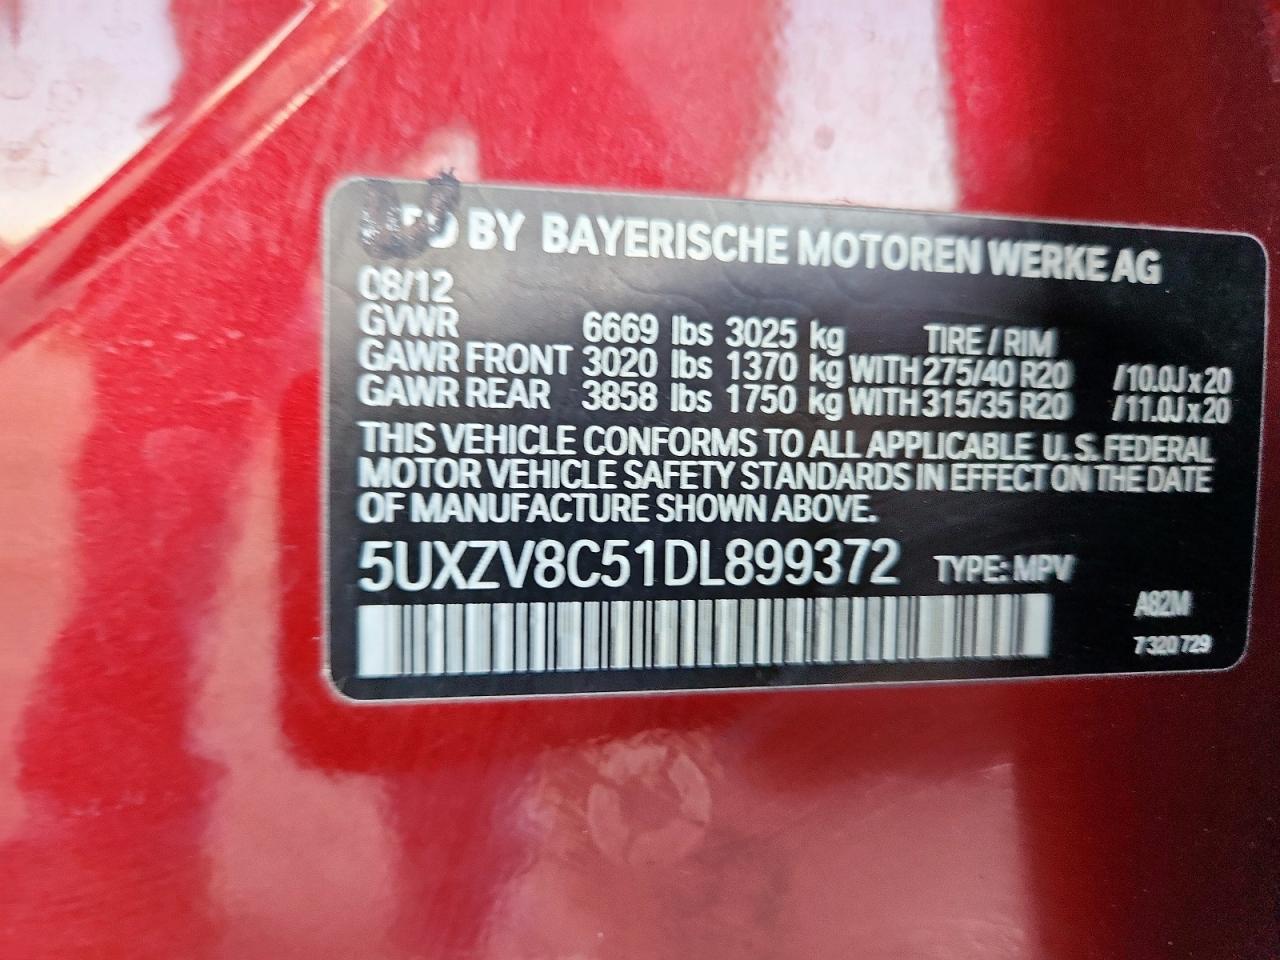 MFD BY BAYERISCHE MOTOREN WERKE AG
08/12
GVWR 6669 lbs 3025 kg TIRE / RIM
GAWR FRONT 3020 lbs 1370 kg WITH 275/40 R20 /10.0J x 20
GAWR REAR 3858 lbs 1750 kg WITH 315/35 R20 /11.0J x 20
THIS VEHICLE CONFORMS TO ALL APPLICABLE U.S. FEDERAL
MOTOR VEHICLE SAFETY STANDARDS IN EFFECT ON THE DATE
OF MANUFACTURE SHOWN ABOVE.
5UXZV8C51DL899372 TYPE: MPV
A82M
7 320 729